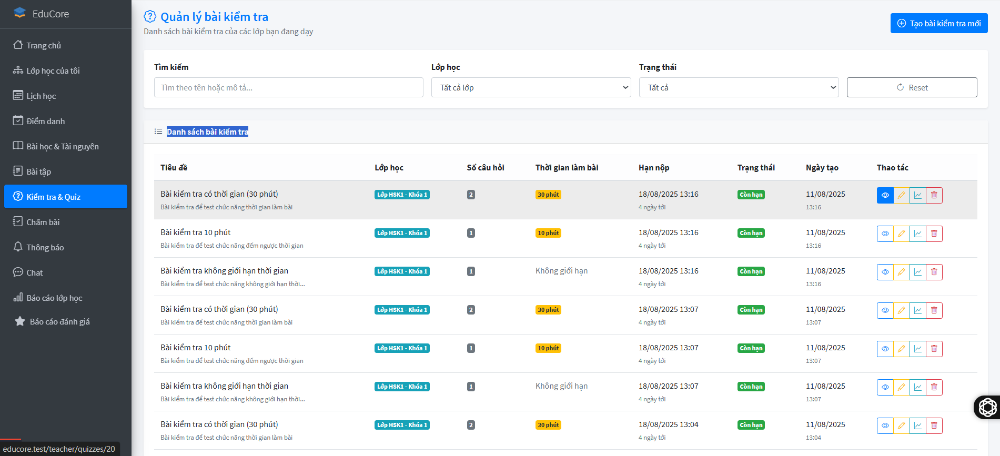 EduCore
Trang chủ
Lớp học của tôi
Lịch học
Điểm danh
Bài học & Tài nguyên
Bài tập
Kiểm tra & Quiz
Chấm bài
Thông báo
Chat
Báo cáo lớp học
Báo cáo đánh giá
educore.test/teacher/quizzes/20
Quản lý bài kiểm tra
Danh sách bài kiểm tra của các lớp bạn đang dạy
Tạo bài kiểm tra mới
Tìm kiếm Lớp học Trạng thái
Tìm theo tên hoặc mô tả... Tất cả lớp Tất cả Reset
Danh sách bài kiểm tra
Tiêu đề Lớp học Số câu hỏi Thời gian làm bài Hạn nộp Trạng thái Ngày tạo Thao tác
Bài kiểm tra có thời gian (30 phút) Lớp HSK1 - Khóa 1 2 30 phút 18/08/2025 13:16 Còn hạn 11/08/2025
Bài kiểm tra để test chức năng thời gian làm bài 4 ngày tới 13:16
Bài kiểm tra 10 phút Lớp HSK1 - Khóa 1 1 10 phút 18/08/2025 13:16 Còn hạn 11/08/2025
Bài kiểm tra để test chức năng đếm ngược thời gian 4 ngày tới 13:16
Bài kiểm tra không giới hạn thời gian Lớp HSK1 - Khóa 1 1 Không giới hạn 18/08/2025 13:16 Còn hạn 11/08/2025
Bài kiểm tra để test chức năng không giới hạn thời... 4 ngày tới 13:16
Bài kiểm tra có thời gian (30 phút) Lớp HSK1 - Khóa 1 2 30 phút 18/08/2025 13:07 Còn hạn 11/08/2025
Bài kiểm tra để test chức năng thời gian làm bài 4 ngày tới 13:07
Bài kiểm tra 10 phút Lớp HSK1 - Khóa 1 1 10 phút 18/08/2025 13:07 Còn hạn 11/08/2025
Bài kiểm tra để test chức năng đếm ngược thời gian 4 ngày tới 13:07
Bài kiểm tra không giới hạn thời gian Lớp HSK1 - Khóa 1 1 Không giới hạn 18/08/2025 13:07 Còn hạn 11/08/2025
Bài kiểm tra để test chức năng không giới hạn thời... 4 ngày tới 13:07
Bài kiểm tra có thời gian (30 phút) Lớp HSK1 - Khóa 1 2 30 phút 18/08/2025 13:04 Còn hạn 11/08/2025
Bài kiểm tra để test chức năng thời gian làm bài 4 ngày tới 13:04